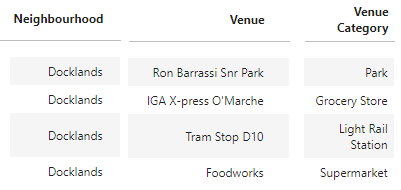 Neighbourhood Venue Venue Category
Docklands Ron Barrassi Snr Park Park
Docklands IGA X-press O'Marche Grocery Store
Docklands Tram Stop D10 Light Rail Station
Docklands Foodworks Supermarket